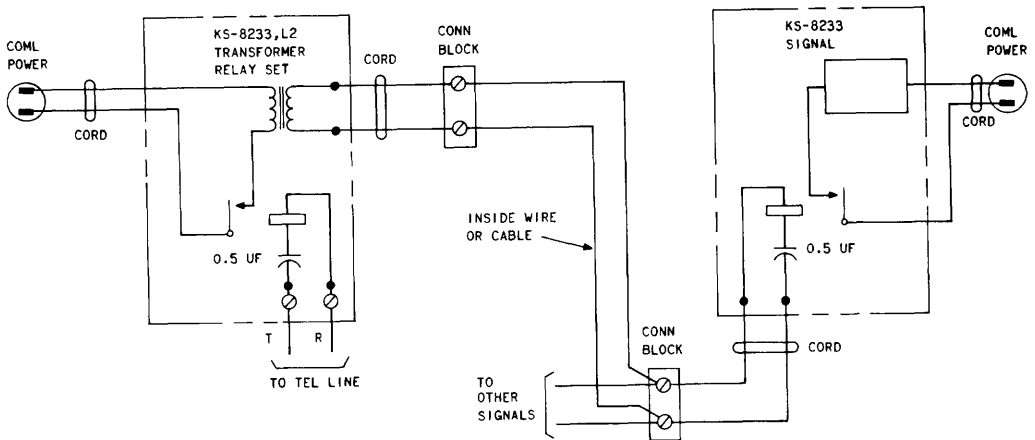 KS-8233,L2
TRANSFORMER
RELAY SET
COML
POWER
CORD
CORD
CONN
BLOCK
0.5 UF
T
R
TO TEL LINE
INSIDE WIRE
OR CABLE
KS-8233
SIGNAL
COML
POWER
CORD
0.5 UF
CONN
BLOCK
CORD
TO
OTHER
SIGNALS